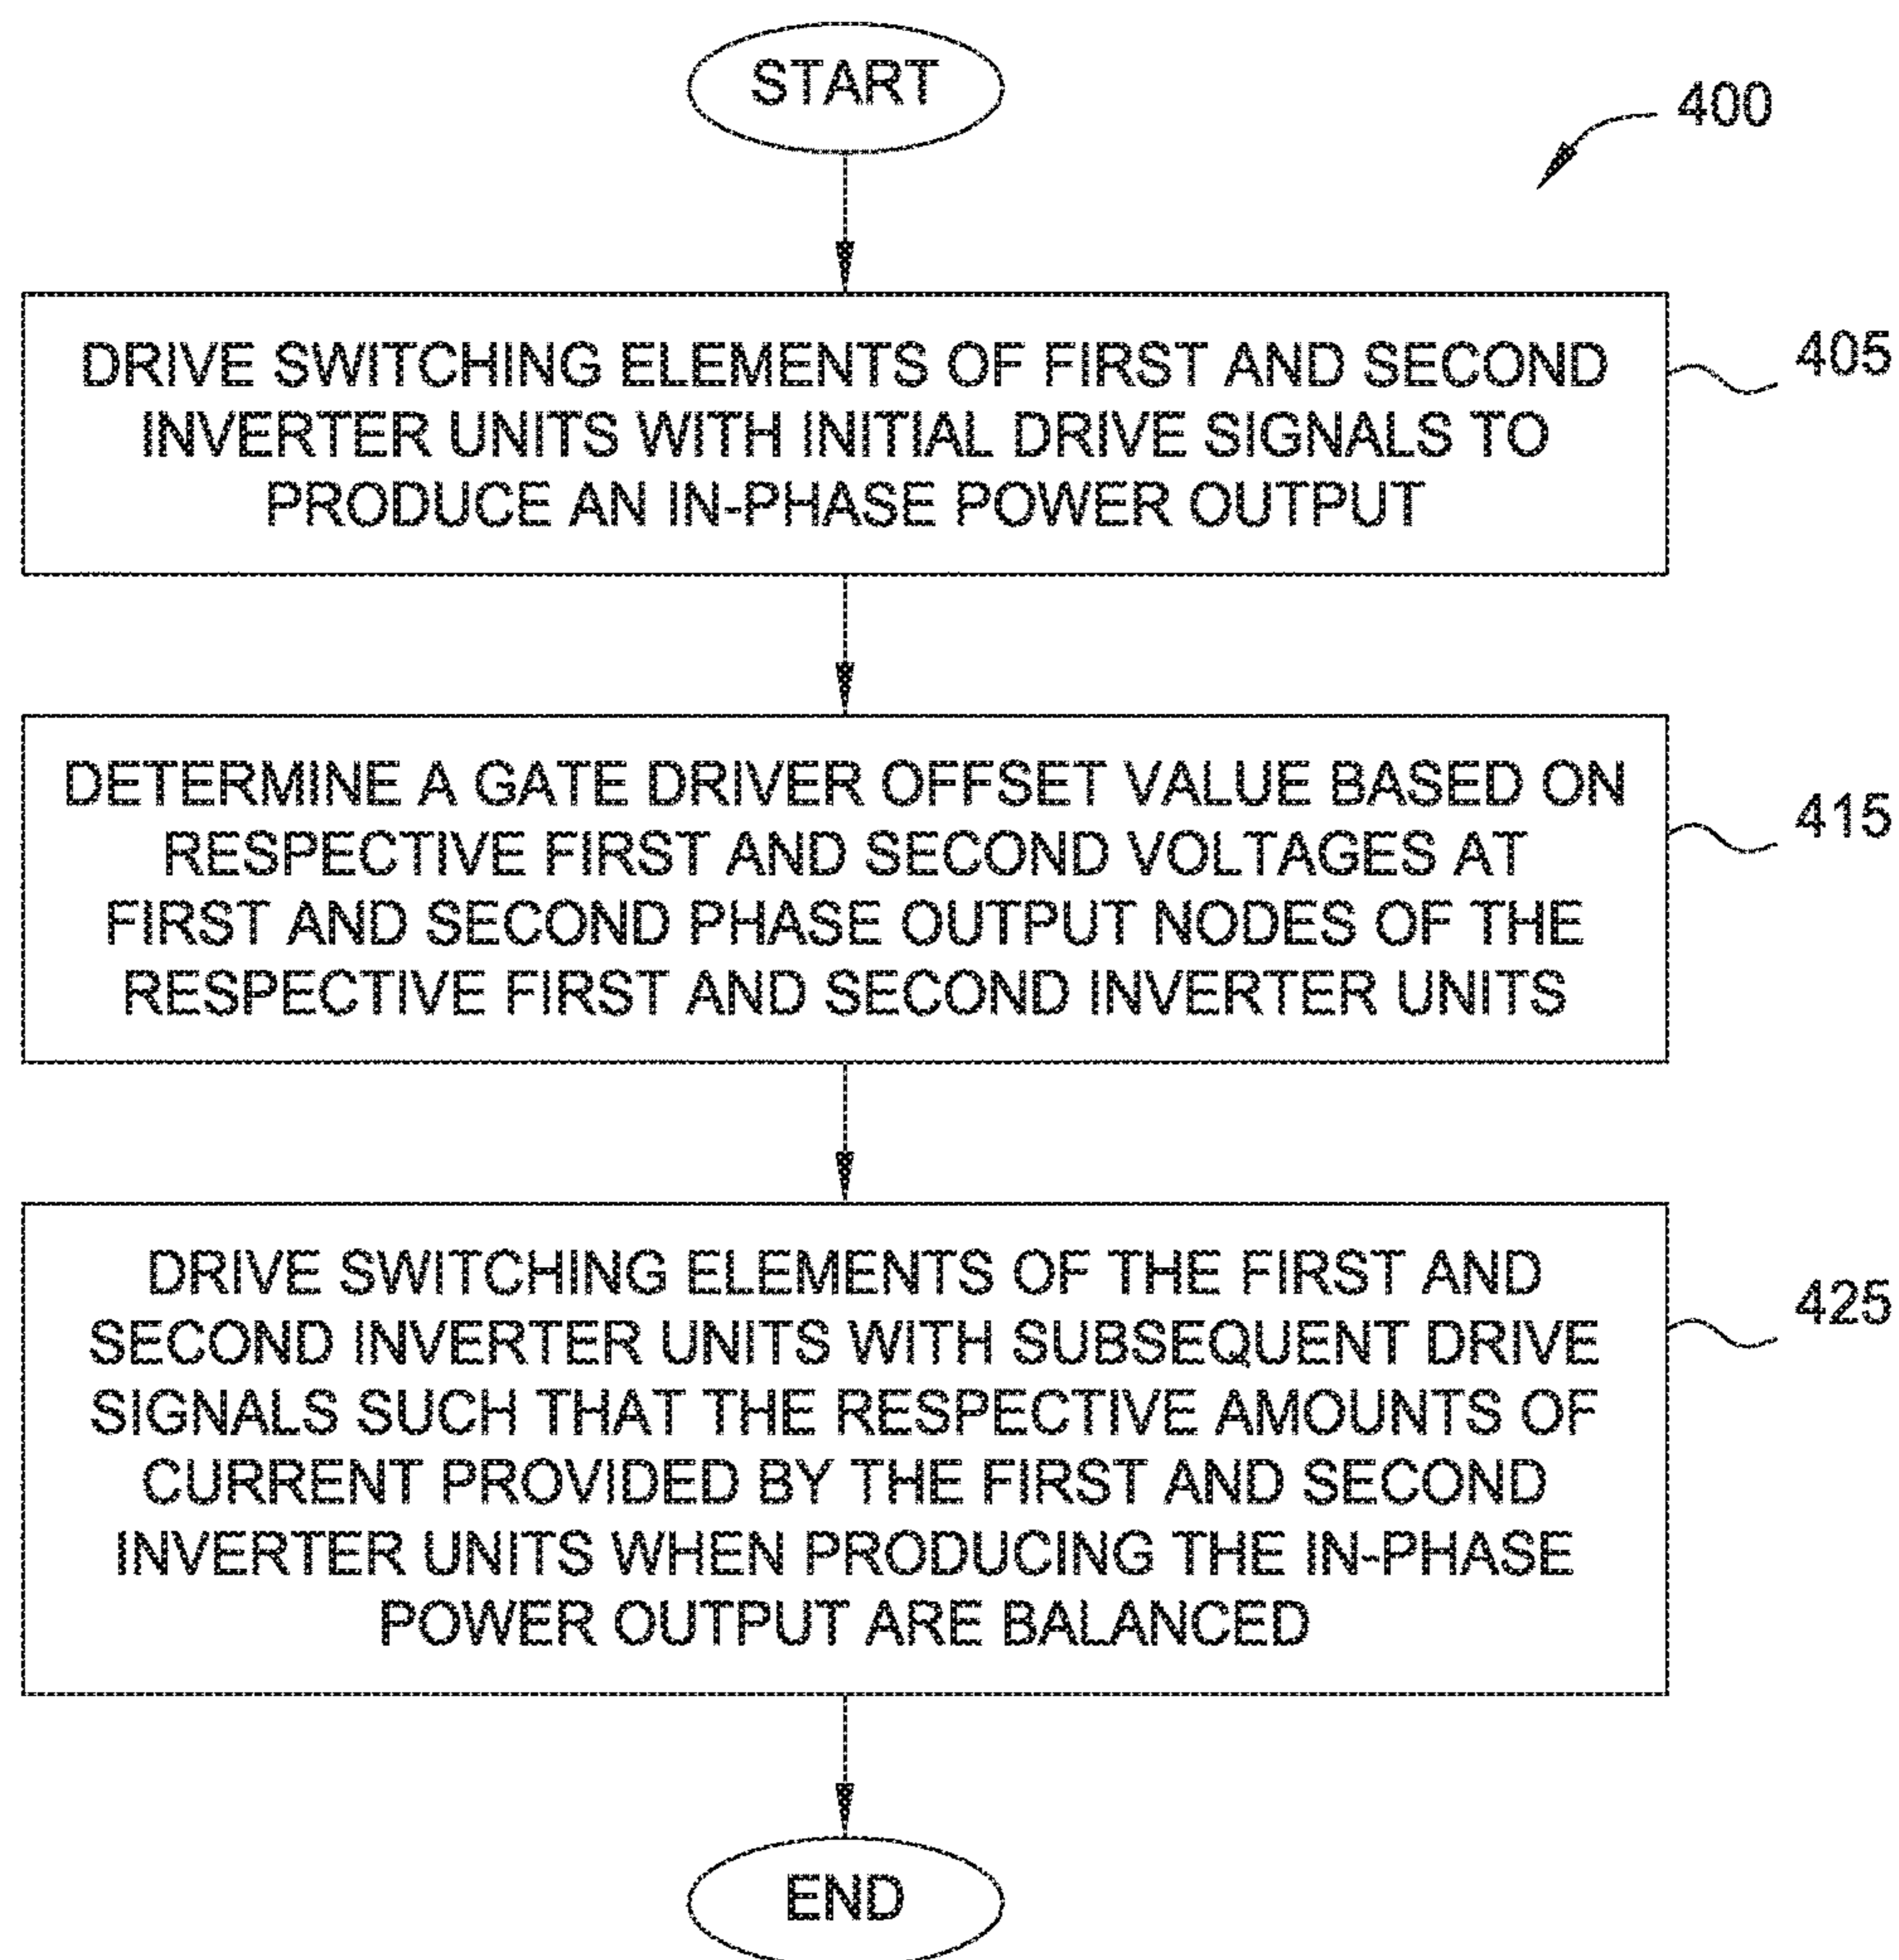 START
400
DRIVE SWITCHING ELEMENTS OF FIRST AND SECOND
INVERTER UNITS WITH INITIAL DRIVE SIGNALS TO
PRODUCE AN IN-PHASE POWER OUTPUT
405
DETERMINE A GATE DRIVER OFFSET VALUE BASED ON
RESPECTIVE FIRST AND SECOND VOLTAGES AT
FIRST AND SECOND PHASE OUTPUT NODES OF THE
RESPECTIVE FIRST AND SECOND INVERTER UNITS
415
DRIVE SWITCHING ELEMENTS OF THE FIRST AND
SECOND INVERTER UNITS WITH SUBSEQUENT DRIVE
SIGNALS SUCH THAT THE RESPECTIVE AMOUNTS OF
CURRENT PROVIDED BY THE FIRST AND SECOND
INVERTER UNITS WHEN PRODUCING THE IN-PHASE
POWER OUTPUT ARE BALANCED
425
END